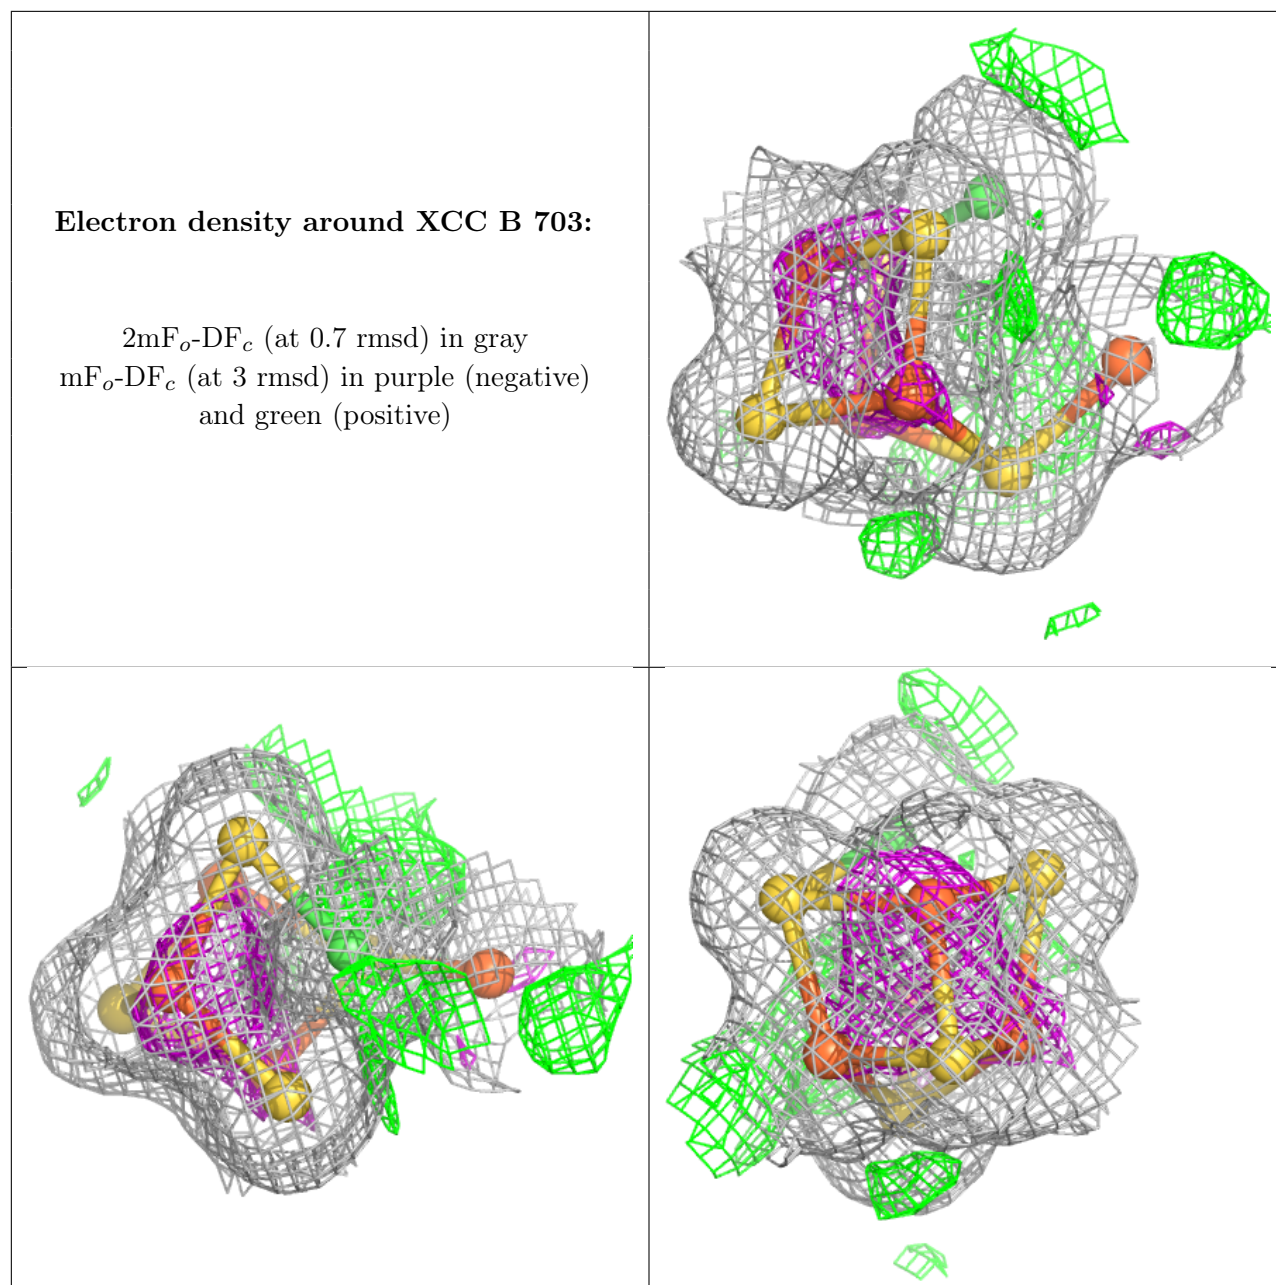 Electron density around XCC B 703:
2mFo-DFc (at 0.7 rmsd) in gray
mFo-DFc (at 3 rmsd) in purple (negative)
and green (positive)